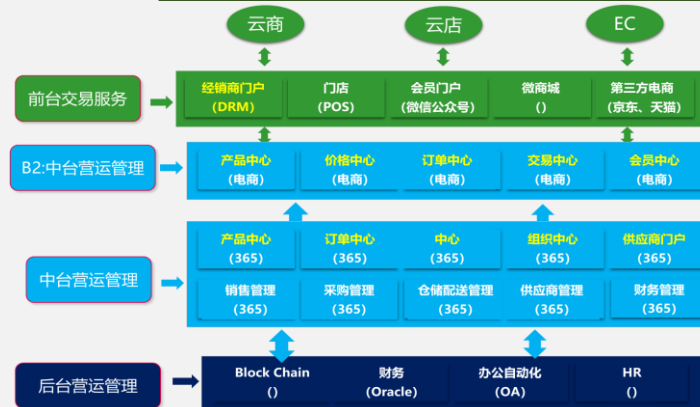 云商
云店
EC
前台交易服务
经销商门户
(DRM)
门店
(POS)
会员门户
(微信公众号)
微商城
()
第三方电商
(京东、天猫)
B2:中台营运管理
产品中心
(电商)
价格中心
(电商)
订单中心
(电商)
交易中心
(电商)
会员中心
(电商)
中台营运管理
产品中心
(365)
订单中心
(365)
中心
(365)
组织中心
(365)
供应商门户
(365)
销售管理
(365)
采购管理
(365)
仓储配送管理
(365)
供应商管理
(365)
财务管理
(365)
后台营运管理
Block Chain
()
财务
(Oracle)
办公自动化
(OA)
HR
()